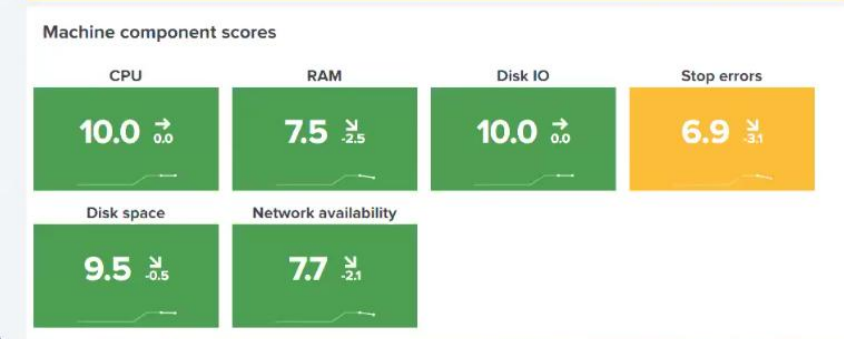 Machine component scores
CPU
RAM
Disk IO
Stop errors
10.0 → 0.0
7.5 ↘ -2.5
10.0 → 0.0
6.9 ↘ -3.1
Disk space
Network availability
9.5 ↘ -0.5
7.7 ↘ -2.1